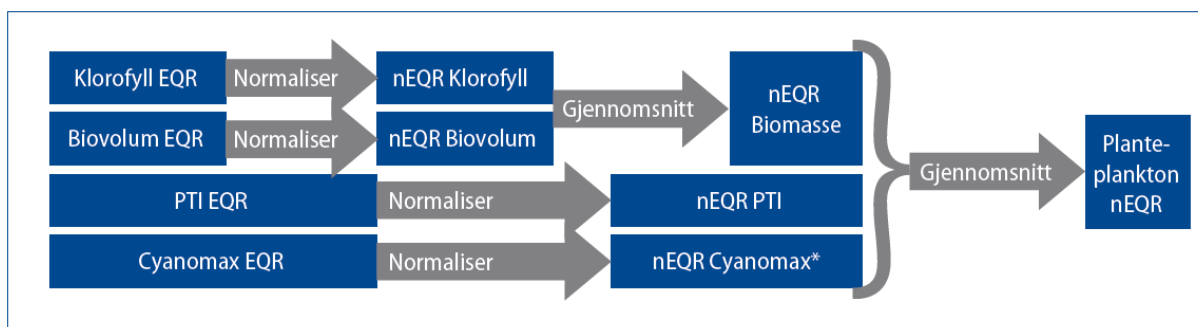 Klorofyll EQR
Normaliser
nEQR Klorofyll
Biovolum EQR
Normaliser
nEQR Biovolum
Gjennomsnitt
nEQR
Biomasse
PTI EQR
Normaliser
nEQR PTI
Cyanomax EQR
Normaliser
nEQR Cyanomax*
Gjennomsnitt
Plante-
plankton
nEQR